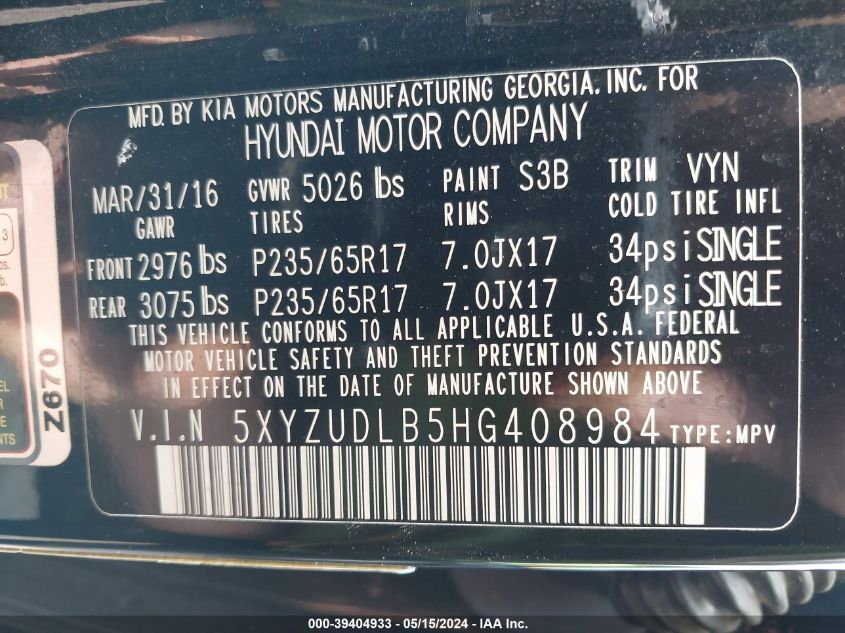 MFD. BY KIA MOTORS MANUFACTURING GEORGIA. INC. FOR
HYUNDAI MOTOR COMPANY
MAR/31/16 GVWR 5026 lbs PAINT S3B TRIM VYN
GAWR TIRES RIMS COLD TIRE INFL
FRONT 2976 lbs P235/65R17 7.0JX17 34psi SINGLE
REAR 3075 lbs P235/65R17 7.0JX17 34psi SINGLE
THIS VEHICLE CONFORMS TO ALL APPLICABLE U.S.A. FEDERAL
MOTOR VEHICLE SAFETY AND THEFT PREVENTION STANDARDS
IN EFFECT ON THE DATE OF MANUFACTURE SHOWN ABOVE
V.I.N 5XYZUDLB5HG408984 TYPE:MPV
Z670
000-39404933 - 05/15/2024 - IAA Inc.